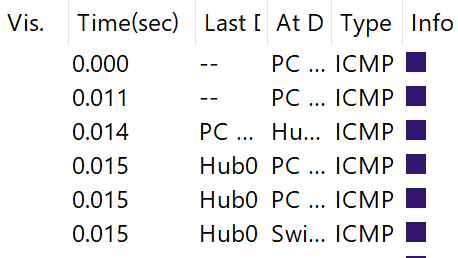 Vis. Time(sec) Last D At D Type Info
0.000 -- PC ... ICMP
0.011 -- PC ... ICMP
0.014 PC ... Hu... ICMP
0.015 Hub0 PC ... ICMP
0.015 Hub0 PC ... ICMP
0.015 Hub0 Swi... ICMP